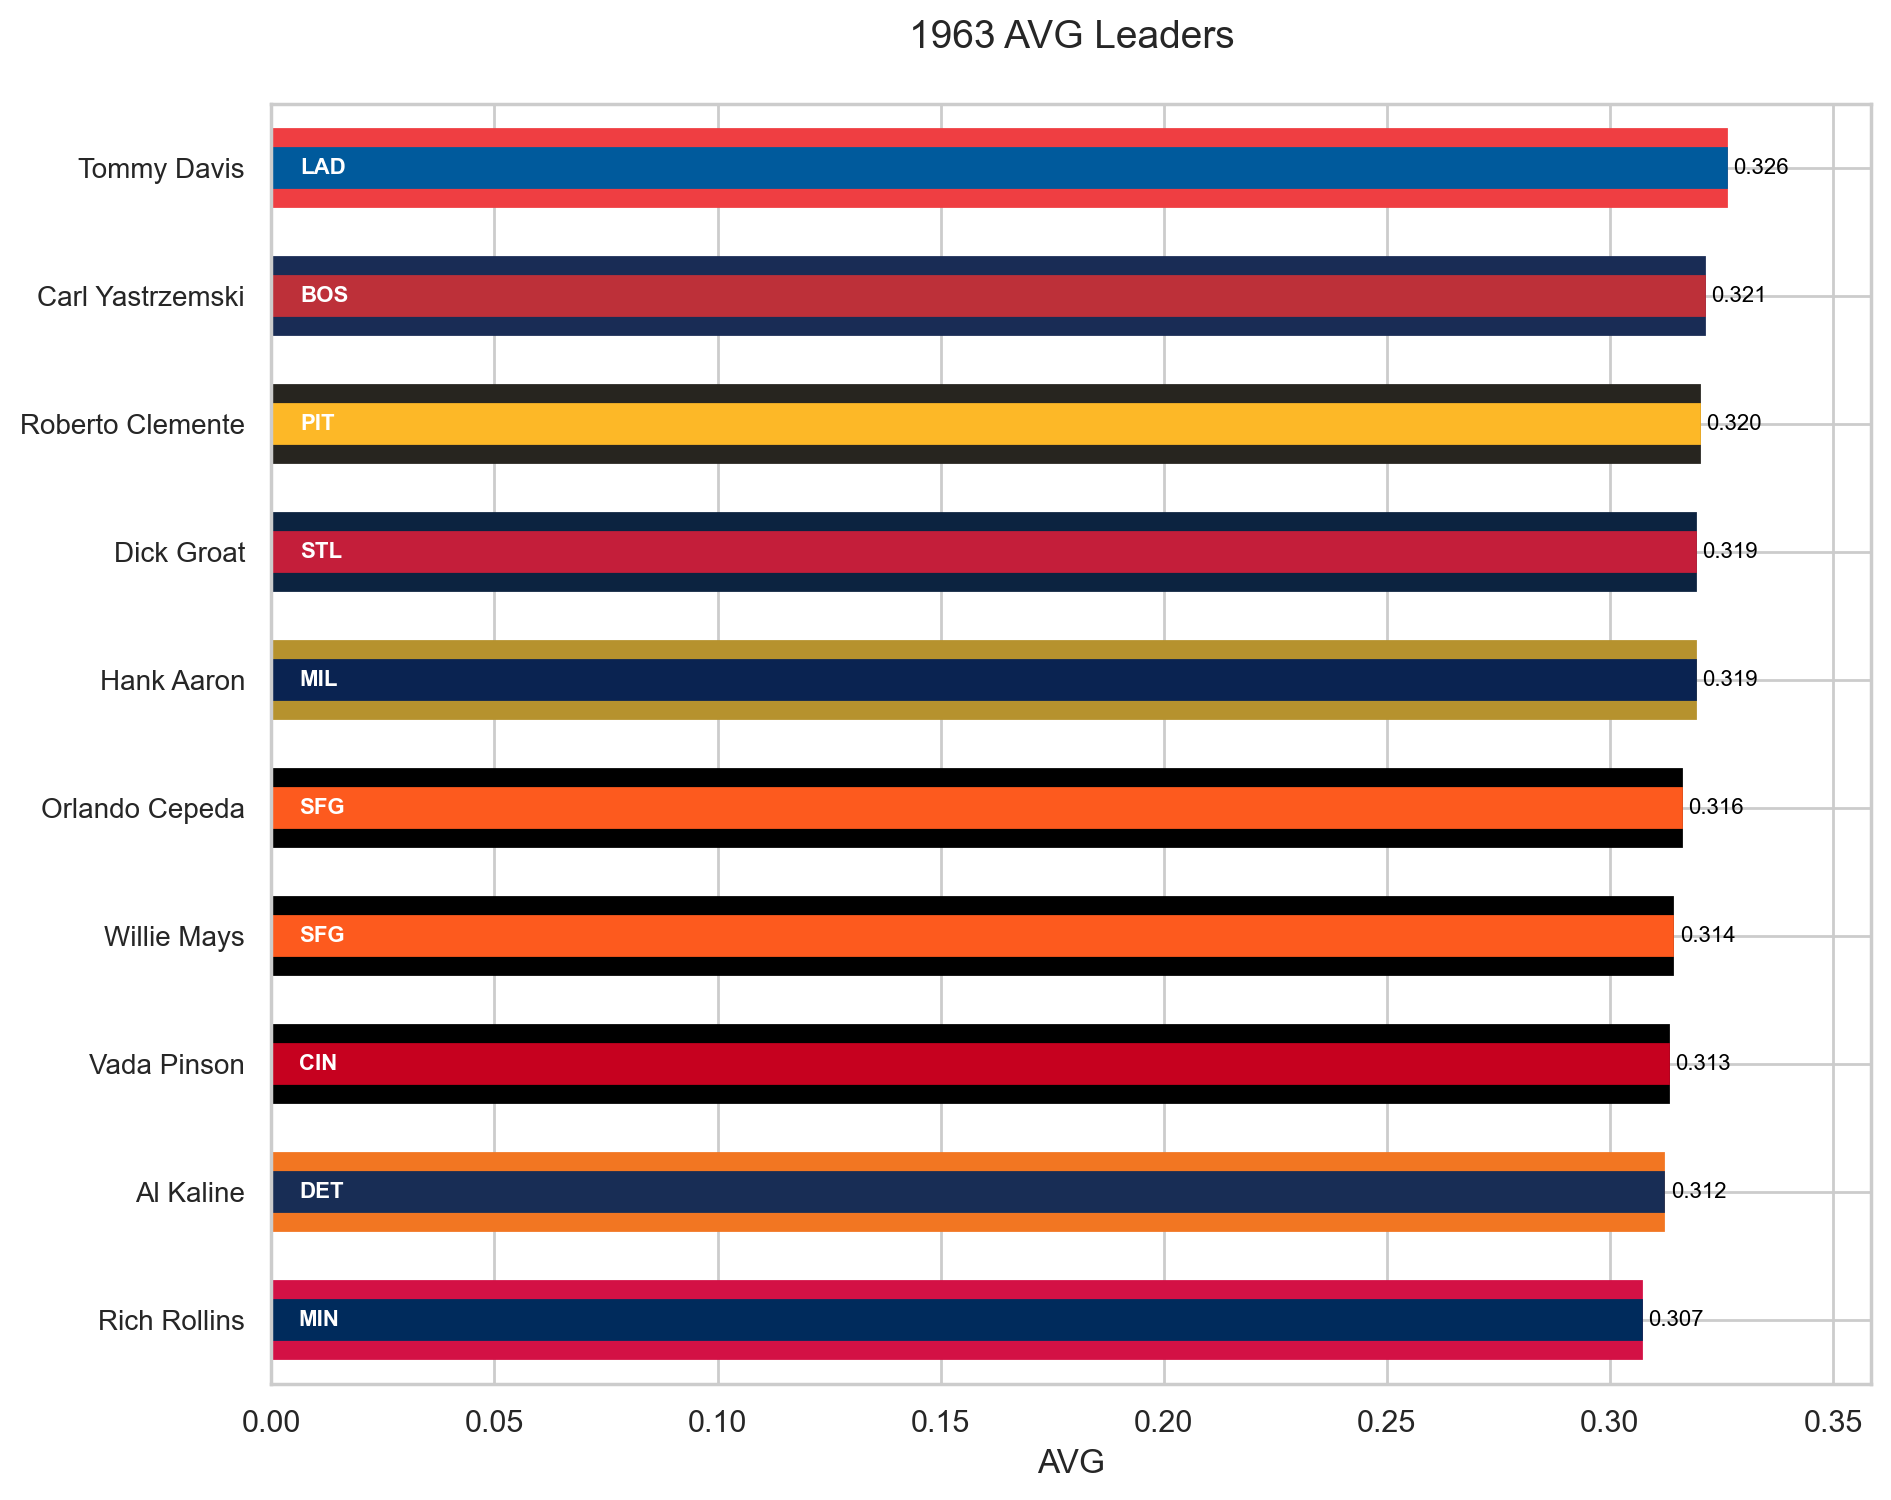 1963 AVG Leaders
Tommy Davis LAD 0.326
Carl Yastrzemski BOS 0.321
Roberto Clemente PIT 0.320
Dick Groat STL 0.319
Hank Aaron MIL 0.319
Orlando Cepeda SFG 0.316
Willie Mays SFG 0.314
Vada Pinson CIN 0.313
Al Kaline DET 0.312
Rich Rollins MIN 0.307
0.00 0.05 0.10 0.15 0.20 0.25 0.30 0.35
AVG